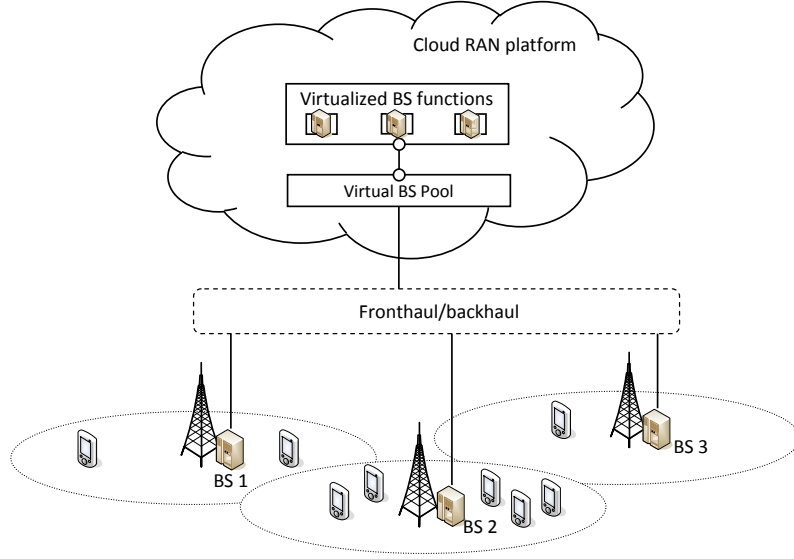 Cloud RAN platform
Virtualized BS functions
Virtual BS Pool
Fronthaul/backhaul
BS 1
BS 2
BS 3